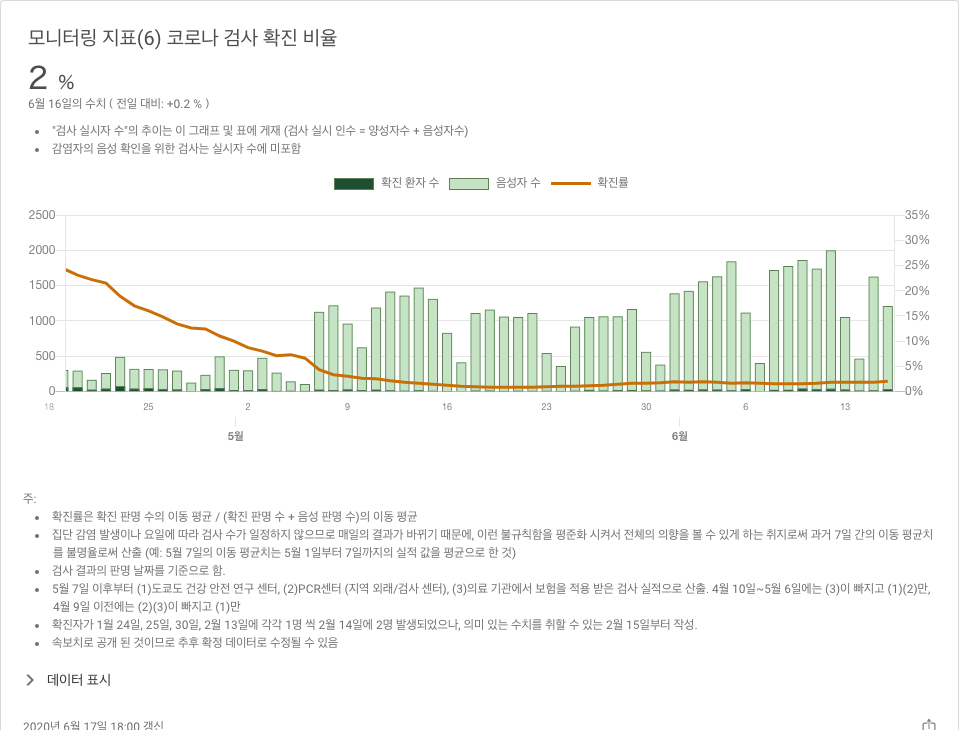 모니터링 지표(6) 코로나 검사 확진 비율
2 %
6월 16일의 수치 ( 전일 대비: +0.2 % )
"검사 실시자 수"의 추이는 이 그래프 및 표에 게재 (검사 실시 인수 = 양성자수 + 음성자수)
감염자의 음성 확인을 위한 검사는 실시자 수에 미포함
확진 환자 수 음성자 수 확진률
2500 35%
30%
2000
25%
1500 20%
1000 15%
10%
500
5%
0 0%
18 25 2 9 16 23 30 6 13
5월 6월
주:
확진률은 확진 판명 수의 이동 평균 / (확진 판명 수 + 음성 판명 수)의 이동 평균
집단 감염 발생이나 요일에 따라 검사 수가 일정하지 않으므로 매일의 결과가 바뀌기 때문에, 이런 불규칙함을 평준화 시켜서 전체의 의향을 볼 수 있게 하는 취지로써 과거 7일 간의 이동 평균치
를 불명율로써 산출 (예: 5월 7일의 이동 평균치는 5월 1일부터 7일까지의 실적 값을 평균으로 한 것)
검사 결과의 판명 날짜를 기준으로 함.
5월 7일 이후부터 (1)도쿄도 건강 안전 연구 센터, (2)PCR센터 (지역 외래/검사 센터), (3)의료 기관에서 보험을 적용 받은 검사 실적으로 산출. 4월 10일~5월 6일에는 (3)이 빠지고 (1)(2)만,
4월 9일 이전에는 (2)(3)이 빠지고 (1)만
확진자가 1월 24일, 25일, 30일, 2월 13일에 각각 1명 씩 2월 14일에 2명 발생되었으나, 의미 있는 수치를 취할 수 있는 2월 15일부터 작성.
속보치로 공개 된 것이므로 추후 확정 데이터로 수정될 수 있음
데이터 표시
2020년 6월 17일 18:00 갱신